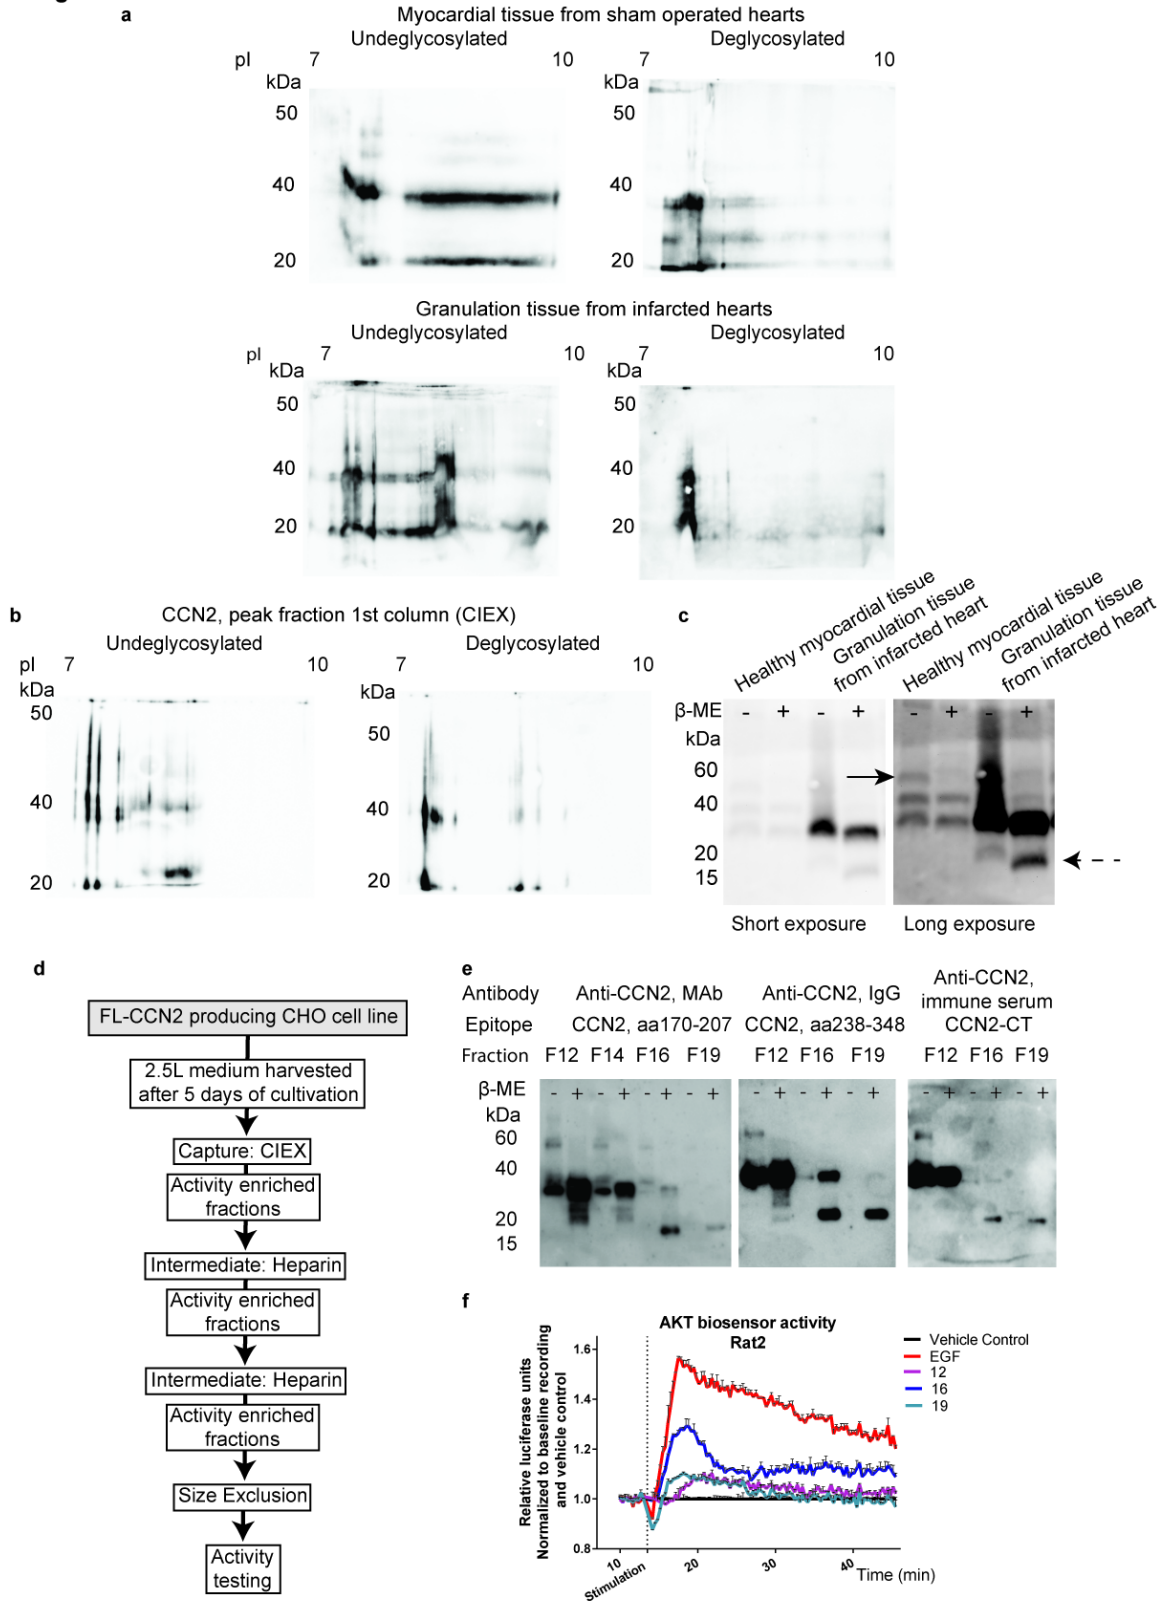 a
Myocardial tissue from sham operated hearts
Undeglycosylated Deglycosylated
pI 7 10 7 10
kDa kDa
50 50
40 40
20 20
Granulation tissue from infarcted hearts
Undeglycosylated Deglycosylated
pI 7 10 7 10
kDa kDa
50 50
40 40
20 20
b
CCN2, peak fraction 1st column (CIEX)
Undeglycosylated Deglycosylated
pI 7 10 7 10
kDa kDa
50 50
40 40
20 20
c
Healthy myocardial tissue
Granulation tissue
from infarcted heart
Healthy myocardial tissue
Granulation tissue
from infarcted heart
β-ME - + - + - + - +
kDa
60
40
20
15
Short exposure Long exposure
d
FL-CCN2 producing CHO cell line
2.5L medium harvested
after 5 days of cultivation
Capture: CIEX
Activity enriched
fractions
Intermediate: Heparin
Activity enriched
fractions
Intermediate: Heparin
Activity enriched
fractions
Size Exclusion
Activity
testing
e
Antibody Anti-CCN2, MAb Anti-CCN2, IgG Anti-CCN2,
immune serum
Epitope CCN2, aa170-207 CCN2, aa238-348 CCN2-CT
Fraction F12 F14 F16 F19 F12 F16 F19 F12 F16 F19
β-ME - + - + - + - + - + - + - + - + - + - +
kDa
60
40
20
15
f
AKT biosensor activity
Rat2
Relative luciferase units
Normalized to baseline recording
and vehicle control
1.6
1.4
1.2
1.0
0.8
10 20 30 40
Stimulation
Time (min)
Vehicle Control
EGF
12
16
19